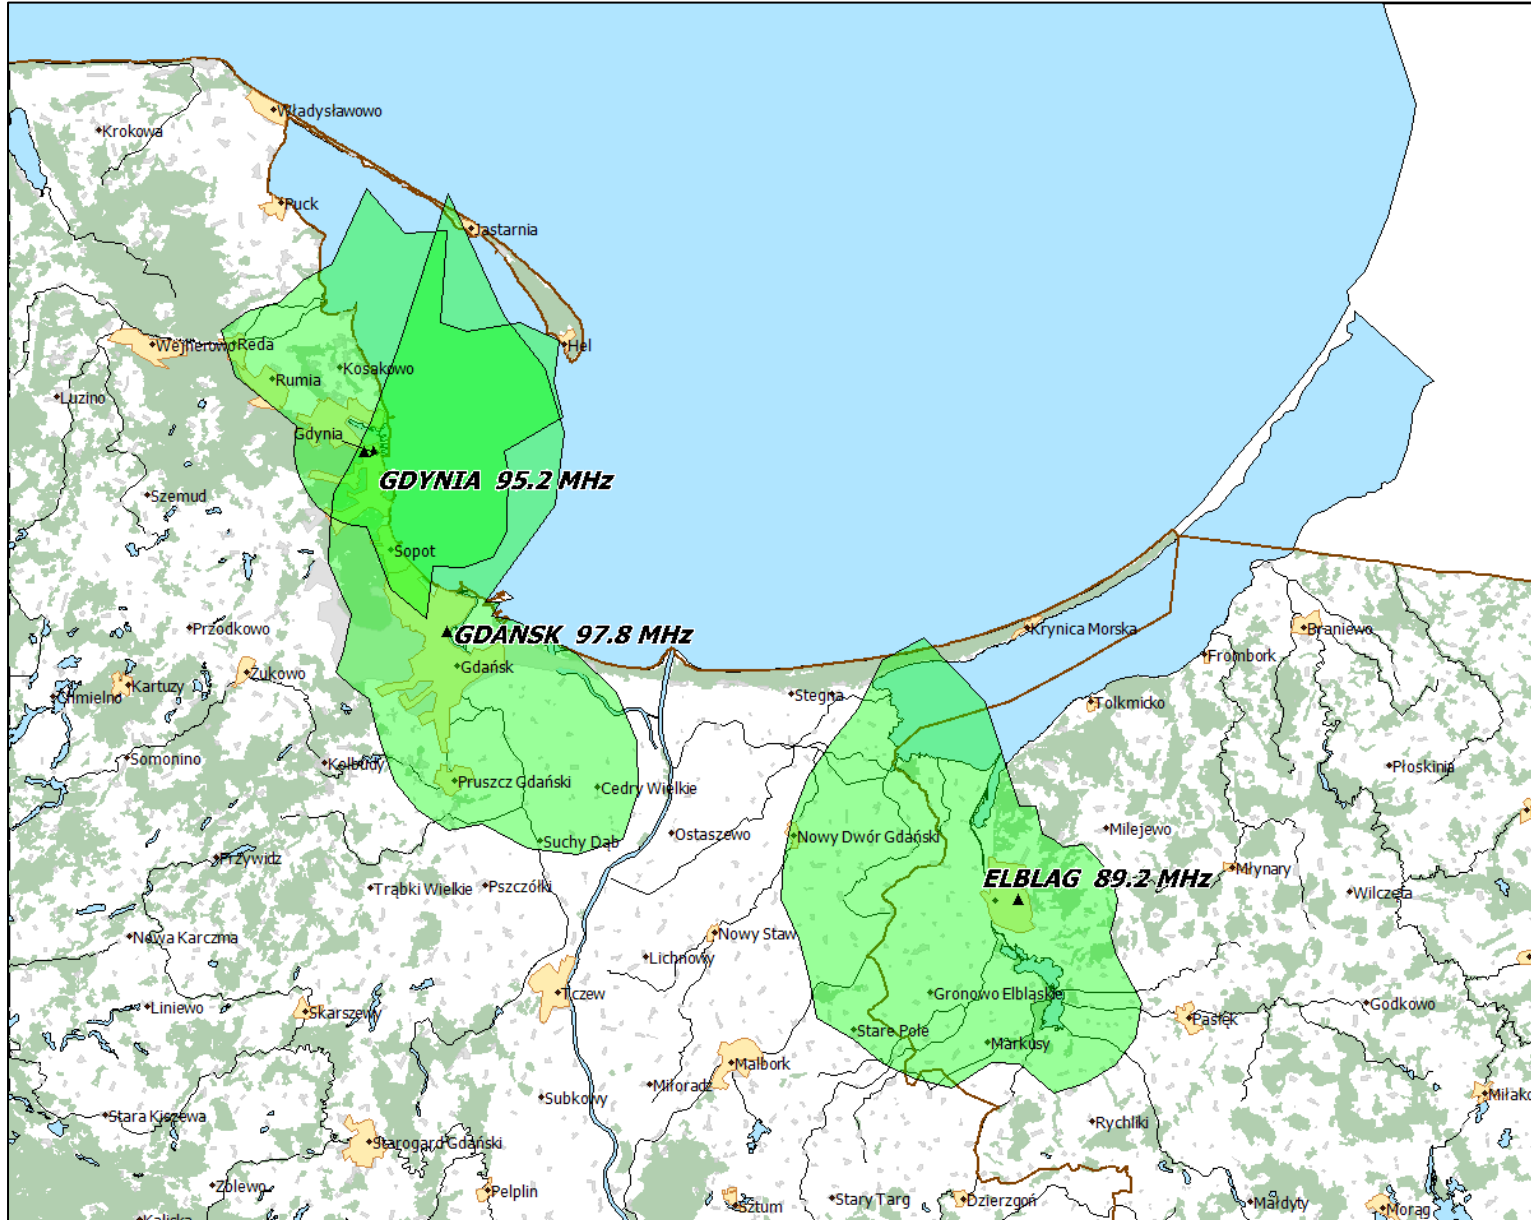 Władysławowo
Krokowa
Puck
Jastarnia
Wejherowo
Reda
Hel
Kosakowo
Rumia
Luzino
Gdynia
GDYNIA 95.2 MHz
Szemud
Sopot
Przodkowo
GDANSK 97.8 MHz
Krynica Morska
Braniewo
Gdańsk
Frombork
Żukowo
Kartuzy
Chmielno
Stegna
Tolkmicko
Somonino
Kolbudy
Płoskinia
Pruszcz Gdański
Cedry Wielkie
Ostaszewo
Nowy Dwór Gdański
Milejewo
Suchy Dąb
Przywidz
Młynary
Trąbki Wielkie
Pszczółki
ELBLAG 89.2 MHz
Wilczęta
Nowa Karczma
Nowy Staw
Lichnowy
Tczew
Gronowo Elbląskie
Liniewo
Skarszewy
Godkowo
Pasłęk
Stare Pole
Markusy
Malbork
Miłoradz
Subkowy
Miłako
Stara Kiszewa
Rychliki
Starogard Gdański
Zblewo
Pelplin
Stary Targ
Dzierzgoń
Małdyty
Sztum
Morąg
Kaliska